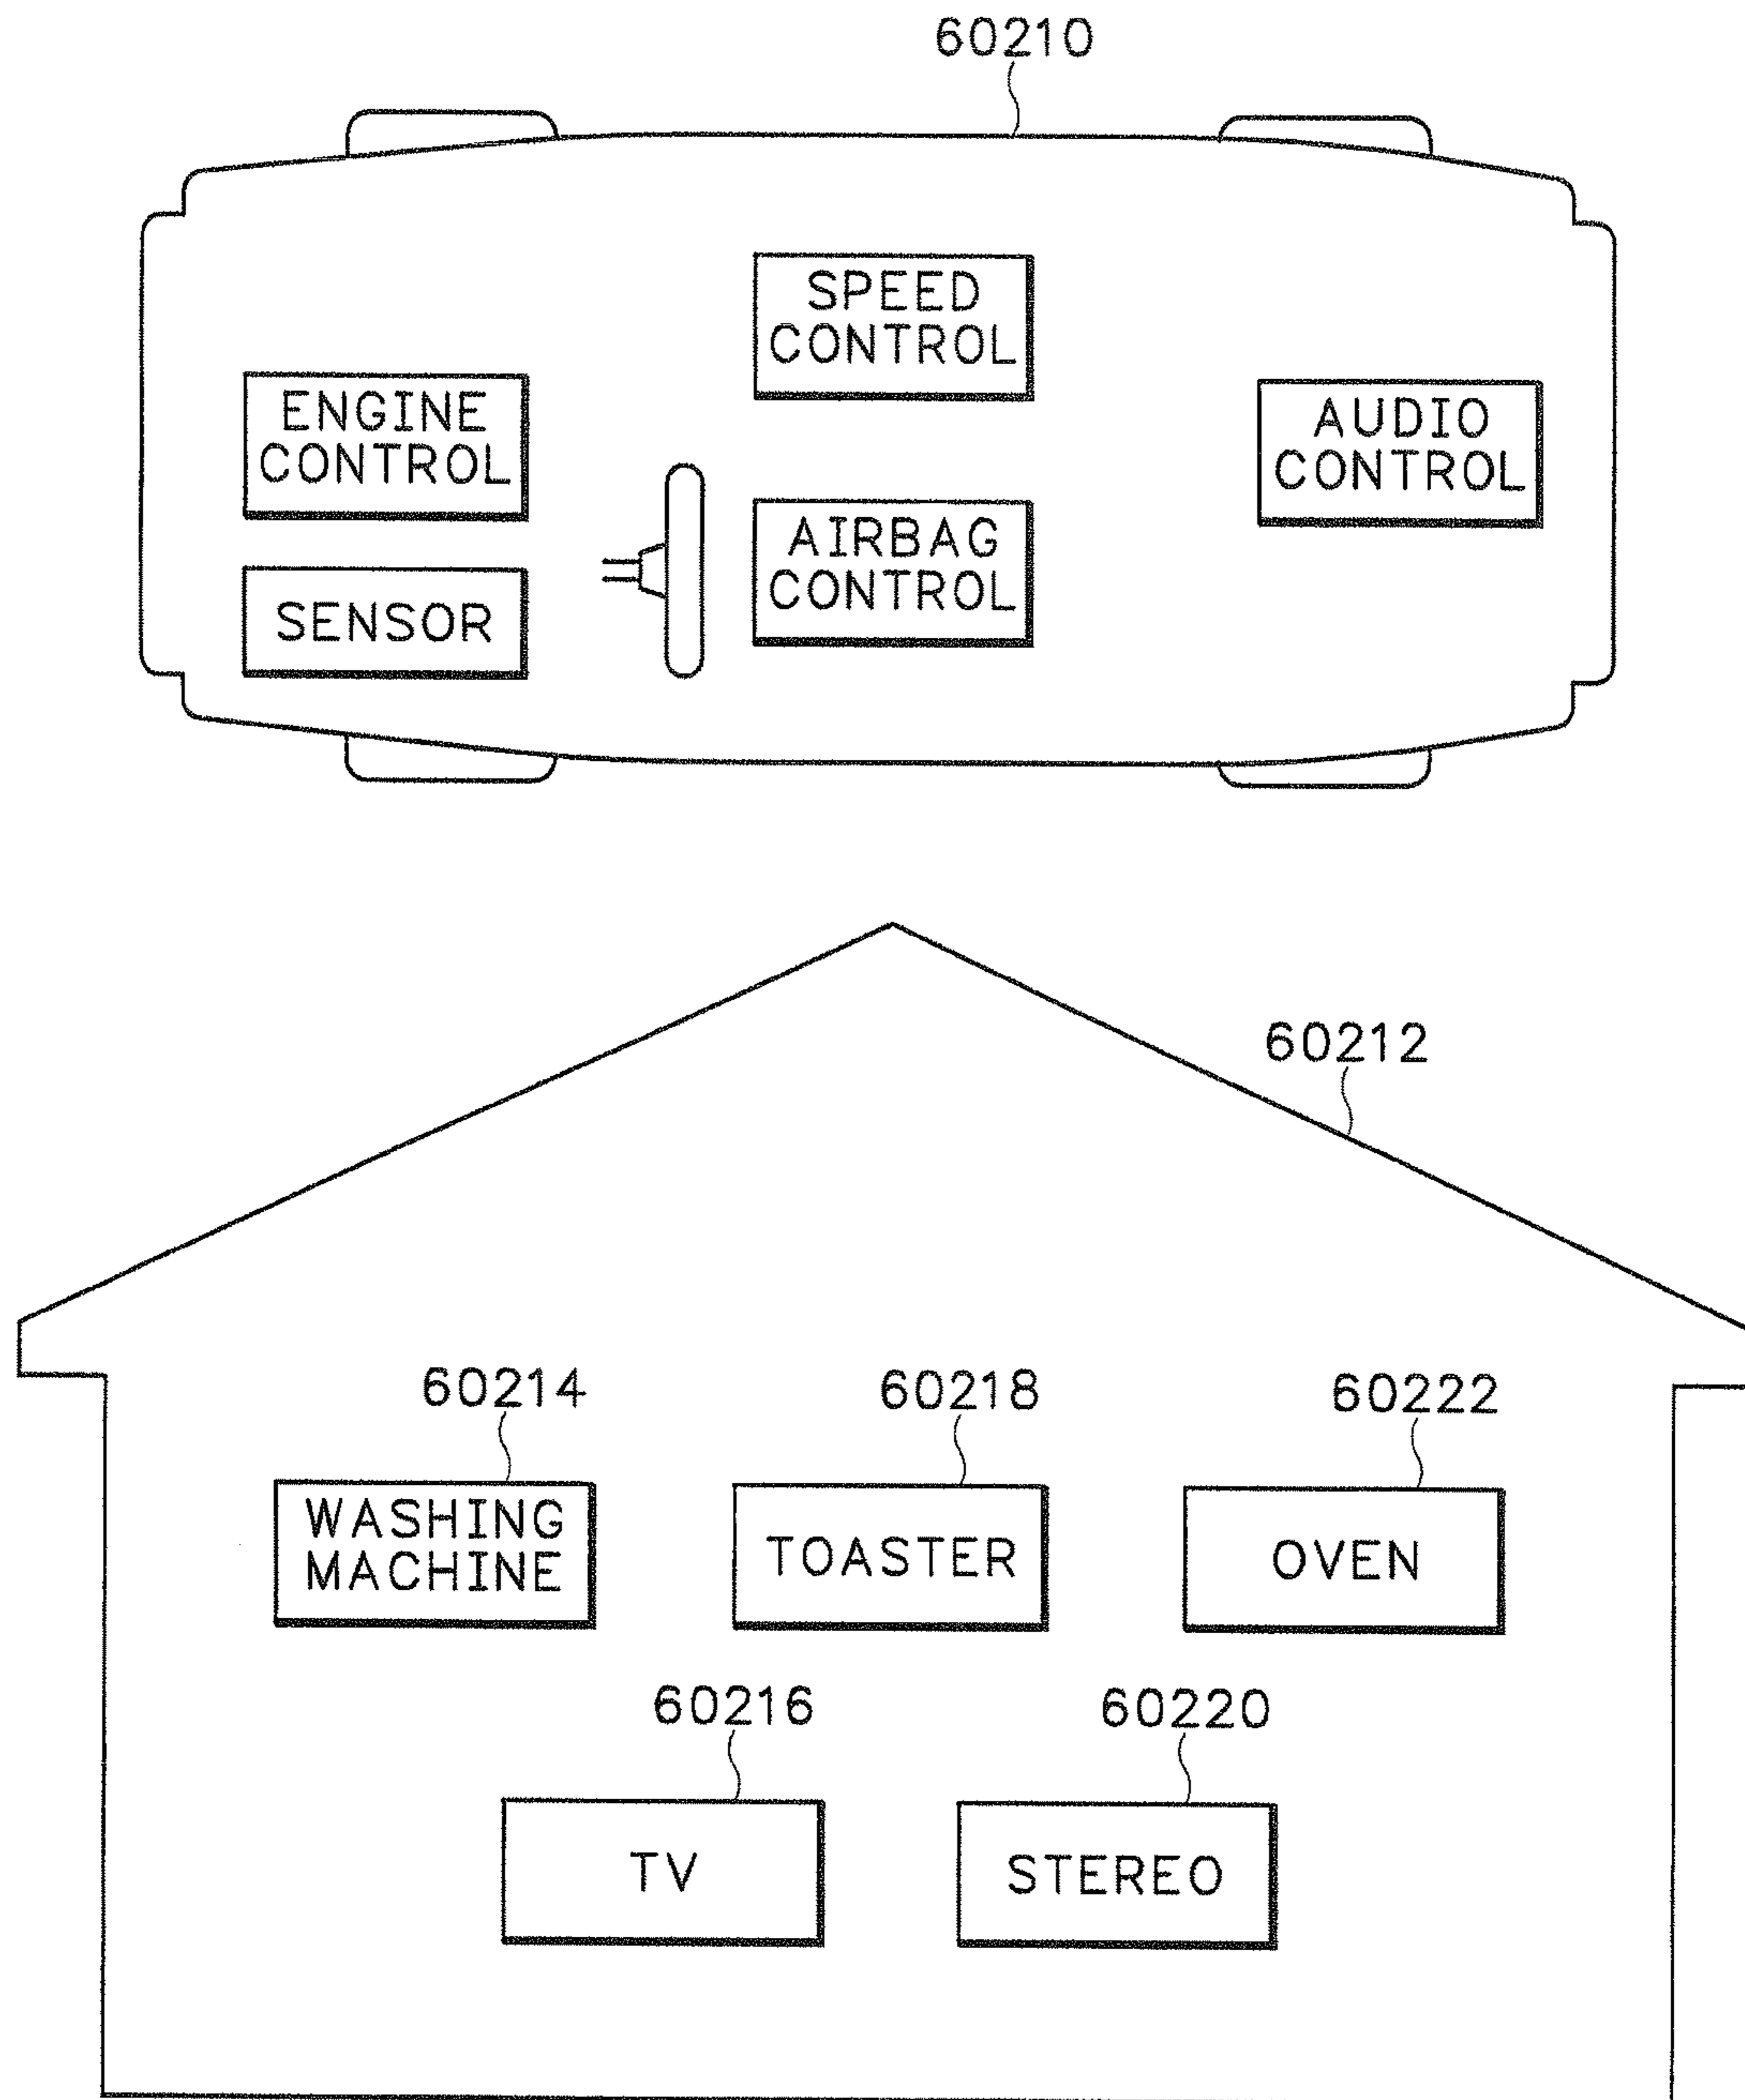 60210
SPEED
CONTROL
ENGINE
CONTROL
AUDIO
CONTROL
AIRBAG
CONTROL
SENSOR
60212
60214
60218
60222
WASHING
MACHINE
TOASTER
OVEN
60216
60220
TV
STEREO